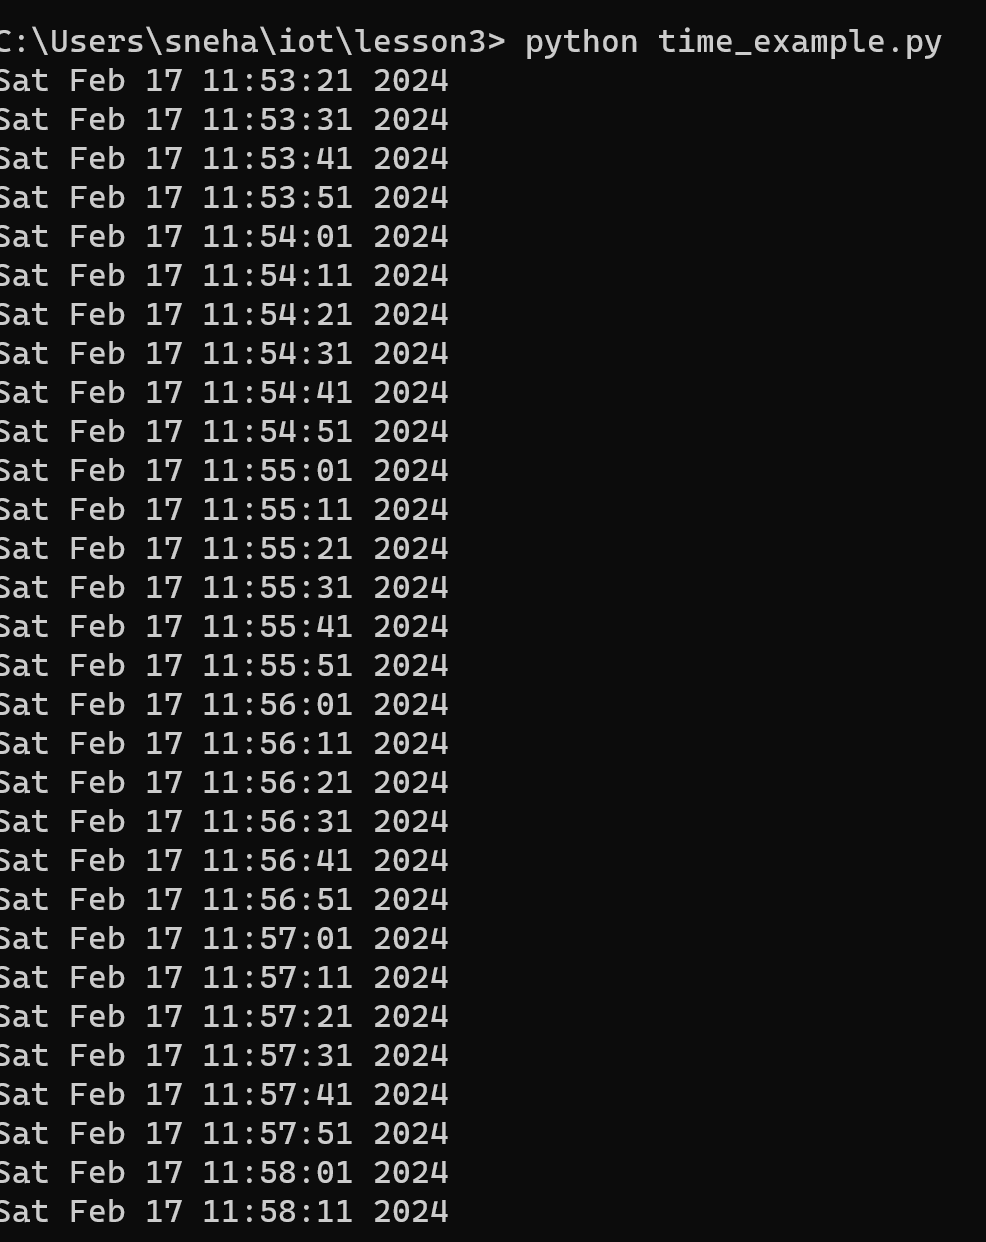 C:\Users\sneha\iot\lesson3> python time_example.py
Sat Feb 17 11:53:21 2024
Sat Feb 17 11:53:31 2024
Sat Feb 17 11:53:41 2024
Sat Feb 17 11:53:51 2024
Sat Feb 17 11:54:01 2024
Sat Feb 17 11:54:11 2024
Sat Feb 17 11:54:21 2024
Sat Feb 17 11:54:31 2024
Sat Feb 17 11:54:41 2024
Sat Feb 17 11:54:51 2024
Sat Feb 17 11:55:01 2024
Sat Feb 17 11:55:11 2024
Sat Feb 17 11:55:21 2024
Sat Feb 17 11:55:31 2024
Sat Feb 17 11:55:41 2024
Sat Feb 17 11:55:51 2024
Sat Feb 17 11:56:01 2024
Sat Feb 17 11:56:11 2024
Sat Feb 17 11:56:21 2024
Sat Feb 17 11:56:31 2024
Sat Feb 17 11:56:41 2024
Sat Feb 17 11:56:51 2024
Sat Feb 17 11:57:01 2024
Sat Feb 17 11:57:11 2024
Sat Feb 17 11:57:21 2024
Sat Feb 17 11:57:31 2024
Sat Feb 17 11:57:41 2024
Sat Feb 17 11:57:51 2024
Sat Feb 17 11:58:01 2024
Sat Feb 17 11:58:11 2024